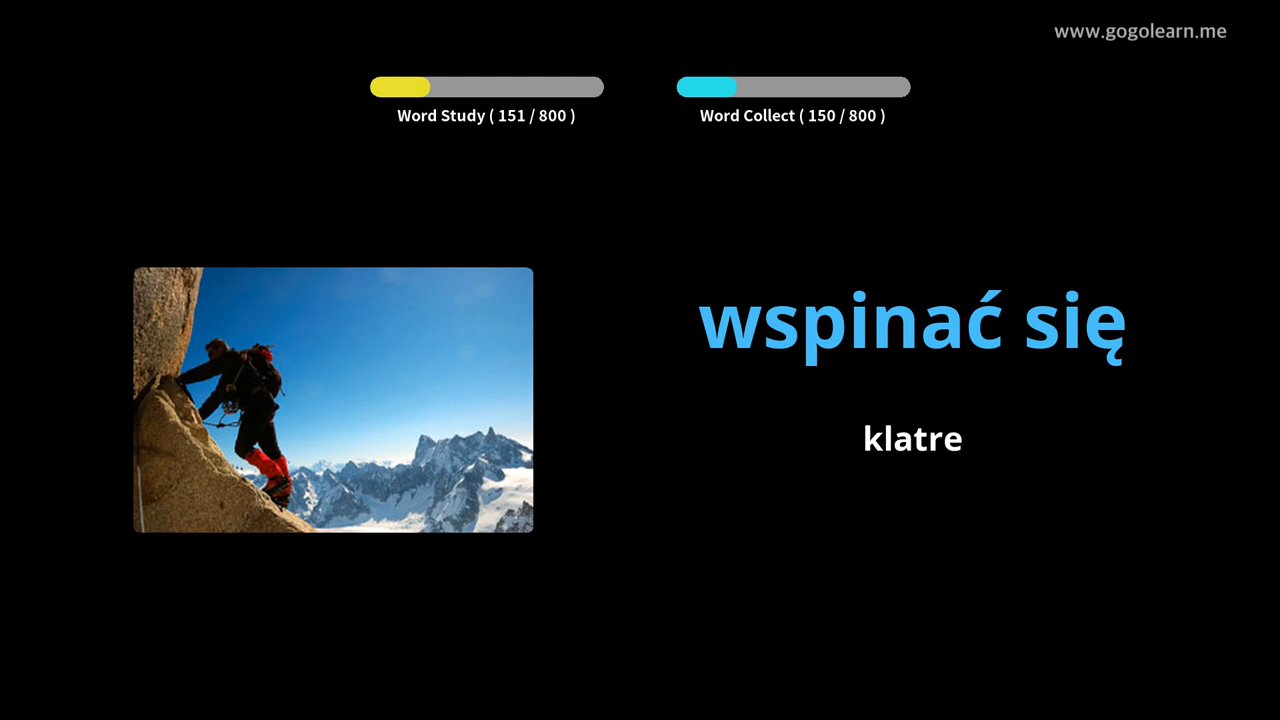 www.gogolearn.me
Word Study ( 151 / 800 )
Word Collect ( 150 / 800 )
wspinać się
klatre